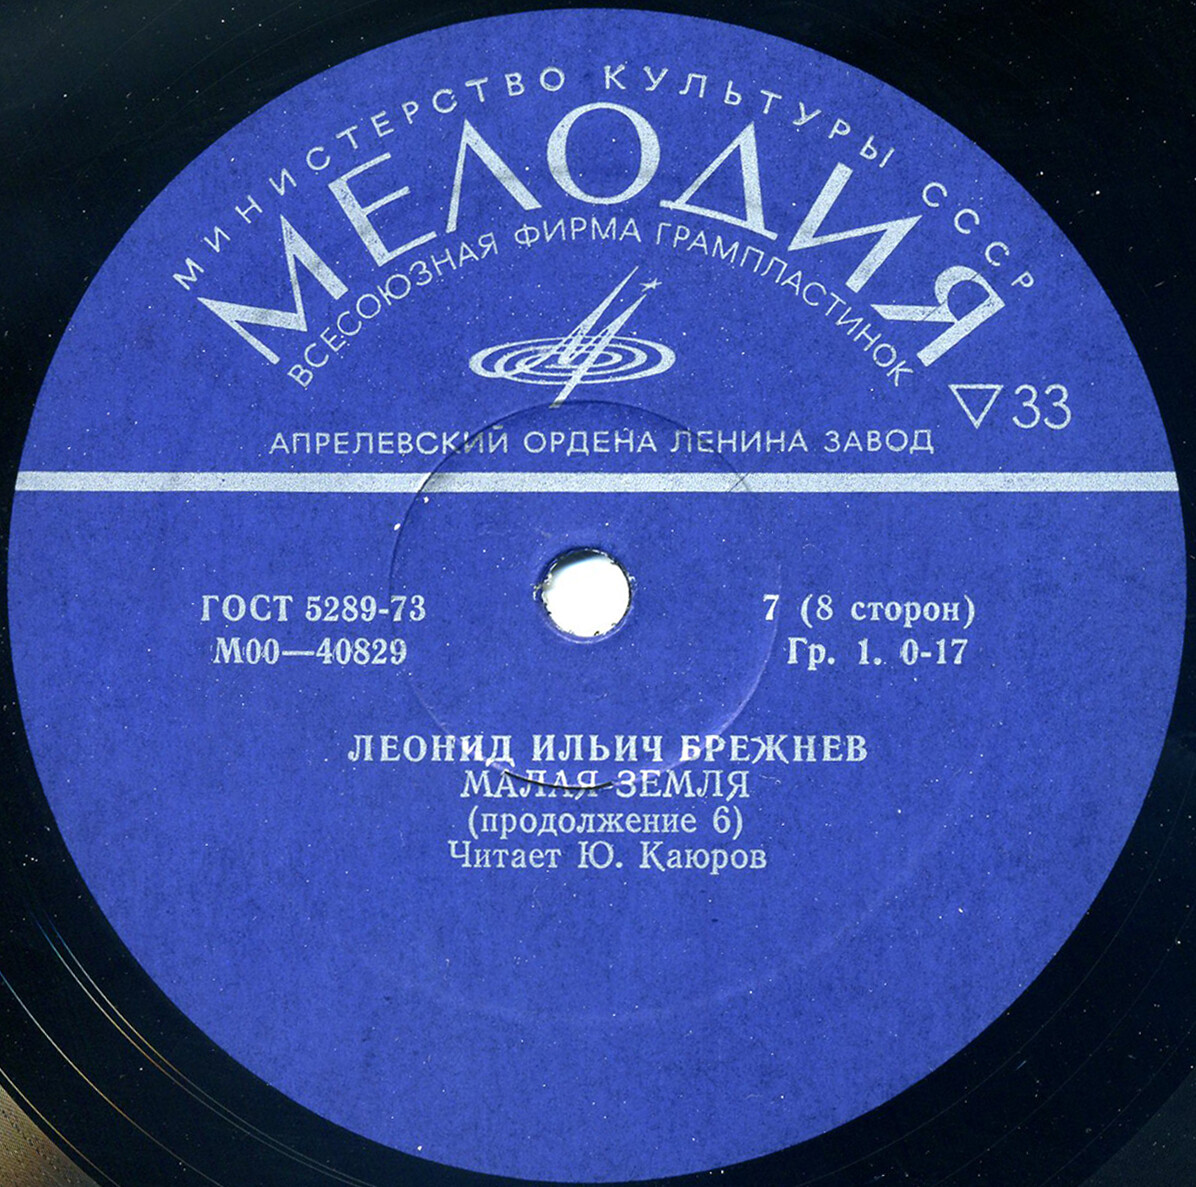 МИНИСТЕРСТВО КУЛЬТУРЫ СССР
МЕЛОДИЯ
ВСЕСОЮЗНАЯ ФИРМА ГРАМПЛАСТИНОК
33
АПРЕЛЕВСКИЙ ОРДЕНА ЛЕНИНА ЗАВОД
ГОСТ 5289-73
М00—40829
7 (8 сторон)
Гр. 1. 0-17
ЛЕОНИД ИЛЬИЧ БРЕЖНЕВ
МАЛАЯ ЗЕМЛЯ
(продолжение 6)
Читает Ю. Каюров